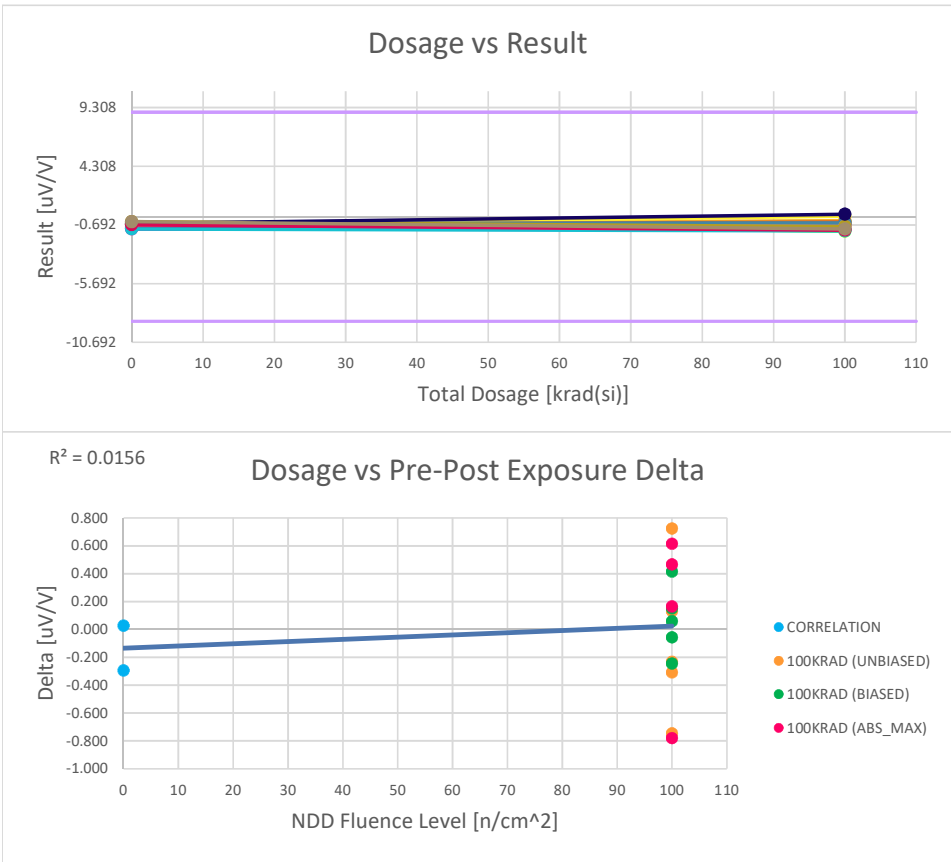 Dosage vs Result
Result [uV/V]
9.308
4.308
-0.692
-5.692
-10.692
0 10 20 30 40 50 60 70 80 90 100 110
Total Dosage [krad(si)]
R² = 0.0156
Dosage vs Pre-Post Exposure Delta
Delta [uV/V]
0.800
0.600
0.400
0.200
0.000
-0.200
-0.400
-0.600
-0.800
-1.000
0 10 20 30 40 50 60 70 80 90 100 110
NDD Fluence Level [n/cm^2]
CORRELATION
100KRAD (UNBIASED)
100KRAD (BIASED)
100KRAD (ABS_MAX)